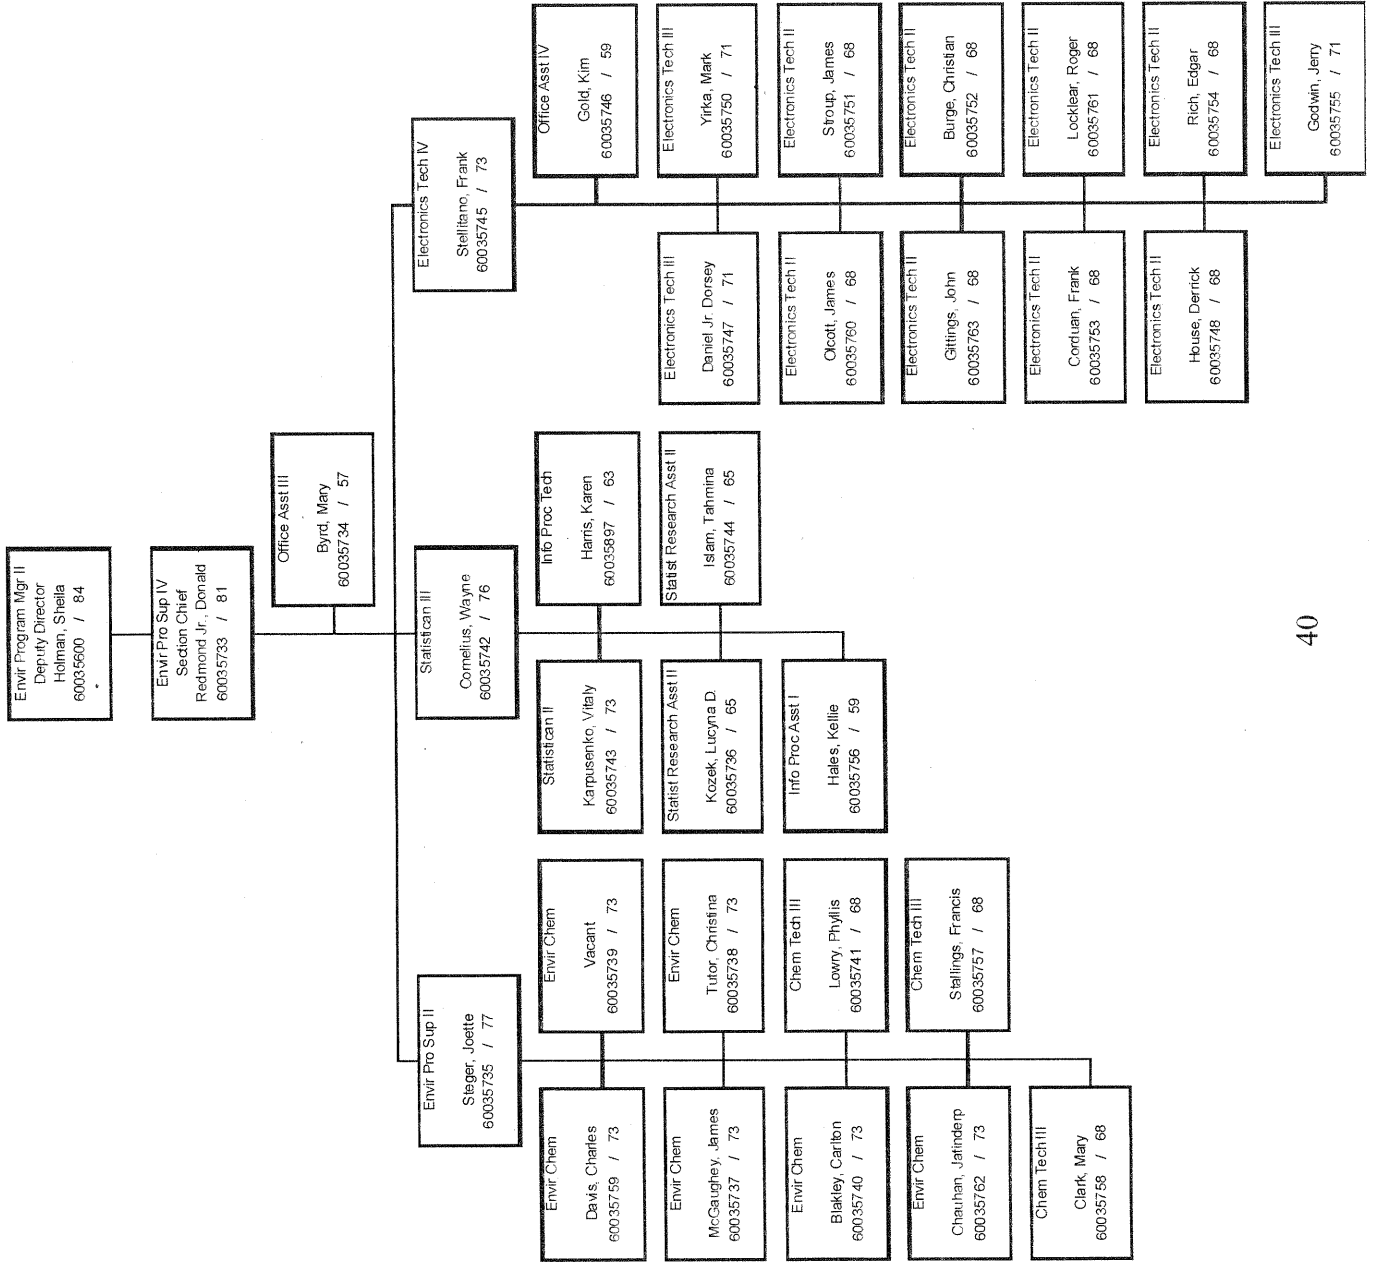 Envir Program Mgr II
Deputy Director
Holman, Sheila
60035600 / 84
Envir Pro Sup IV
Section Chief
Redmond Jr., Donald
60035733 / 81
Office Asst III
Byrd, Mary
60035734 / 57
Envir Pro Sup II
Steger, Joette
60035735 / 77
Statistican III
Cornelius, Wayne
60035742 / 76
Electronics Tech IV
Stellitano, Frank
60035745 / 73
Envir Chem
Davis, Charles
60035759 / 73
Envir Chem
Vacant
60035739 / 73
Envir Chem
McGaughey, James
60035737 / 73
Envir Chem
Tutor, Christina
60035738 / 73
Envir Chem
Blakley, Carlton
60035740 / 73
Chem Tech III
Lowry, Phyllis
60035741 / 68
Envir Chem
Chauhan, Jatinderp
60035762 / 73
Chem Tech III
Stallings, Francis
60035757 / 68
Chem Tech III
Clark, Mary
60035758 / 68
Statistican II
Karpusenko, Vitaly
60035743 / 73
Info Proc Tech
Harris, Karen
60035897 / 63
Statist Research Asst II
Kozek, Lucyna D.
60035736 / 65
Statist Research Asst II
Islam, Tahmina
60035744 / 65
Info Proc Asst I
Hales, Kellie
60035756 / 59
Office Asst IV
Gold, Kim
60035746 / 59
Electronics Tech III
Daniel Jr. Dorsey
60035747 / 71
Electronics Tech III
Yirka, Mark
60035750 / 71
Electronics Tech II
Olcott, James
60035760 / 68
Electronics Tech II
Stroup, James
60035751 / 68
Electronics Tech II
Gittings, John
60035763 / 68
Electronics Tech II
Burge, Christian
60035752 / 68
Electronics Tech II
Corduan, Frank
60035753 / 68
Electronics Tech II
Locklear, Roger
60035761 / 68
Electronics Tech II
House, Derrick
60035748 / 68
Electronics Tech II
Rich, Edgar
60035754 / 68
Electronics Tech III
Godwin, Jerry
60035755 / 71
40